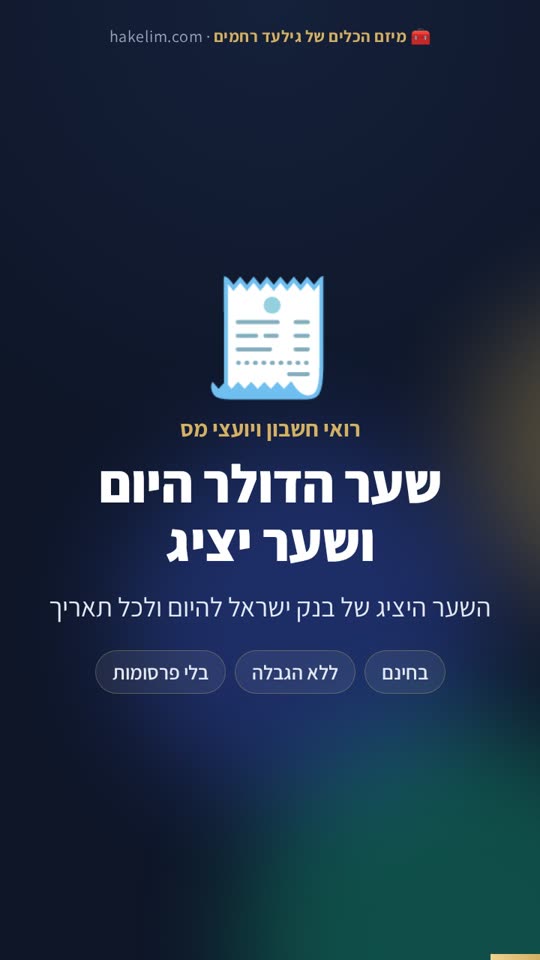 🧰 מיזם הכלים של גילעד רחמים · hakelim.com
רואי חשבון ויועצי מס
שער הדולר היום
ושער יציג
השער היציג של בנק ישראל להיום ולכל תאריך
בחינם
ללא הגבלה
בלי פרסומות